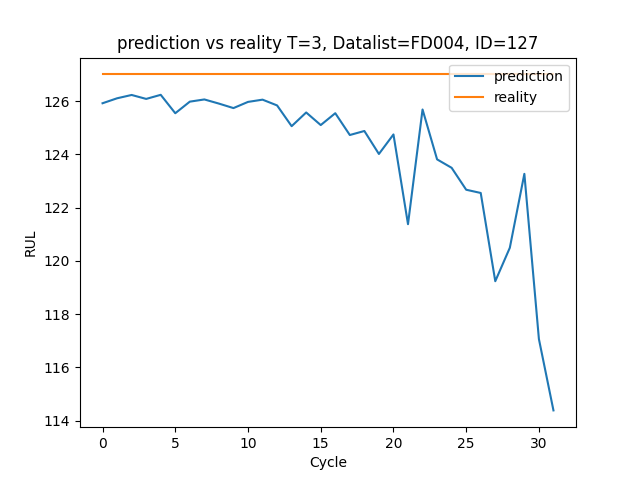 prediction vs reality T=3, Datalist=FD004, ID=127
prediction
reality
126
124
122
120
118
116
114
RUL
0 5 10 15 20 25 30
Cycle